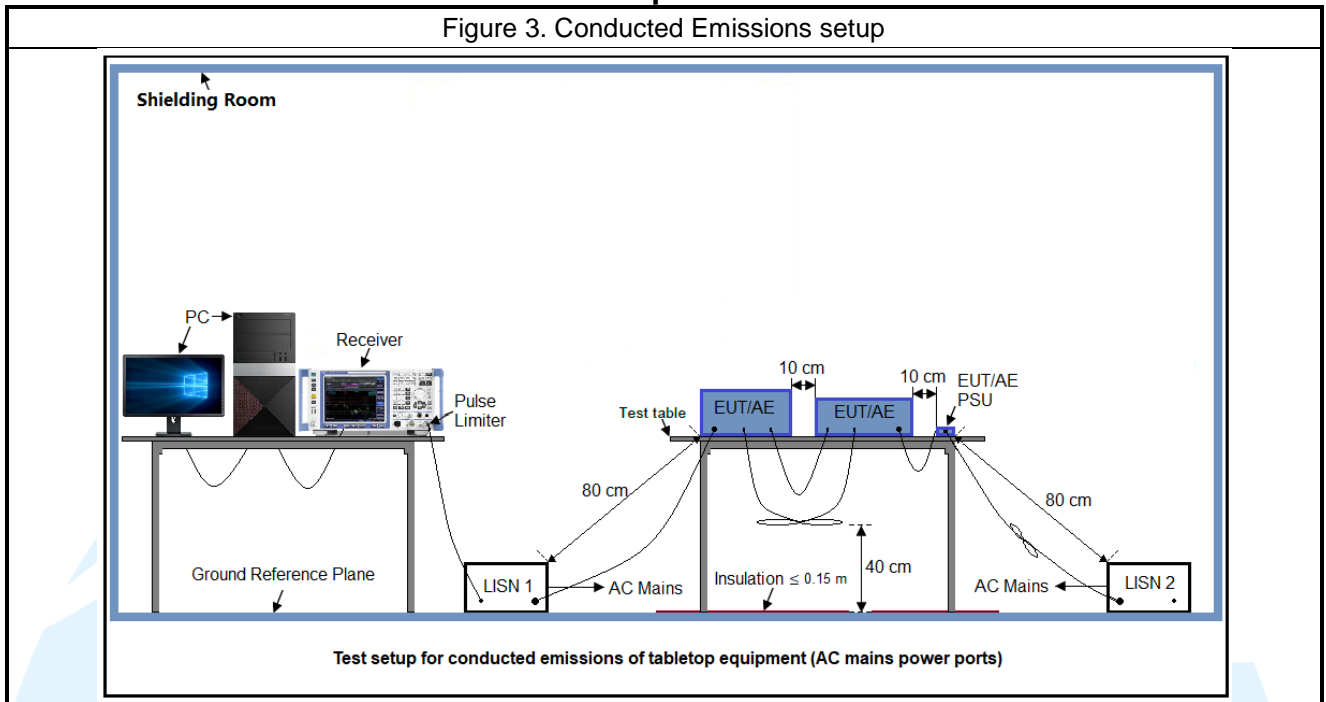 Figure 3. Conducted Emissions setup
Shielding Room
PC
Receiver
Pulse
Limiter
10 cm
10 cm
EUT/AE
PSU
Test table
EUT/AE
EUT/AE
80 cm
80 cm
Ground Reference Plane
LISN 1
AC Mains
Insulation ≤ 0.15 m
40 cm
AC Mains
LISN 2
Test setup for conducted emissions of tabletop equipment (AC mains power ports)